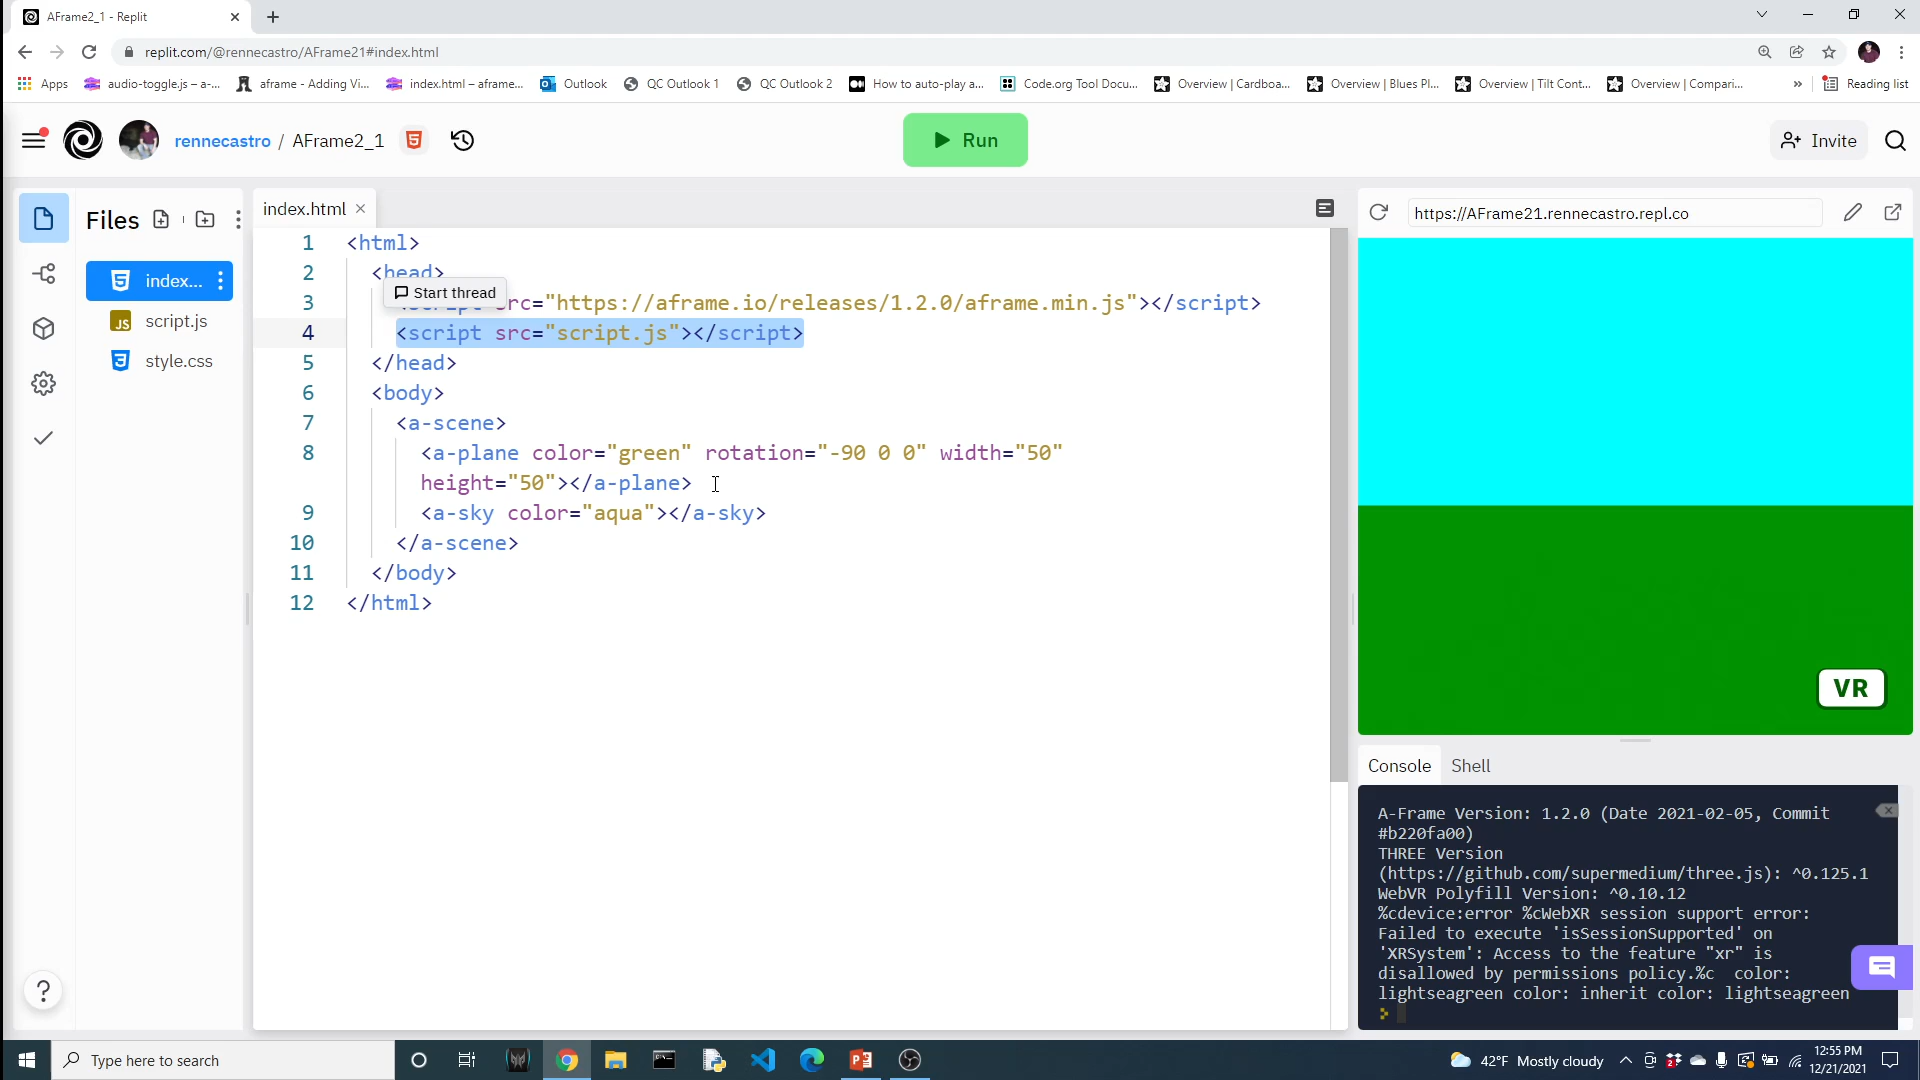 AFrame2_1 - Replit
replit.com/@rennecastro/AFrame21#index.html
Apps
audio-toggle.js – a-...
aframe - Adding Vi...
index.html – aframe...
Outlook
QC Outlook 1
QC Outlook 2
How to auto-play a...
Code.org Tool Docu...
Overview | Cardboa...
Overview | Blues Pl...
Overview | Tilt Cont...
Overview | Compari...
»
Reading list
rennecastro / AFrame2_1
Run
Invite
Files
index...
JS script.js
style.css
index.html
https://AFrame21.rennecastro.repl.co
1 <html>
2 <head>
Start thread
3 <script src="https://aframe.io/releases/1.2.0/aframe.min.js"></script>
4 <script src="script.js"></script>
5 </head>
6 <body>
7 <a-scene>
8 <a-plane color="green" rotation="-90 0 0" width="50"
height="50"></a-plane>
9 <a-sky color="aqua"></a-sky>
10 </a-scene>
11 </body>
12 </html>
VR
Console Shell
A-Frame Version: 1.2.0 (Date 2021-02-05, Commit
#b220fa00)
THREE Version
(https://github.com/supermedium/three.js): ^0.125.1
WebVR Polyfill Version: ^0.10.12
%cdevice:error %cWebXR session support error:
Failed to execute 'isSessionSupported' on
'XRSystem': Access to the feature "xr" is
disallowed by permissions policy.%c color:
lightseagreen color: inherit color: lightseagreen
?
Type here to search
42°F Mostly cloudy
12:55 PM
12/21/2021